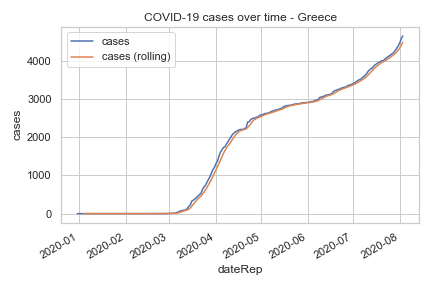 COVID-19 cases over time - Greece
cases
cases (rolling)
4000
3000
2000
1000
0
cases
2020-01
2020-02
2020-03
2020-04
2020-05
2020-06
2020-07
2020-08
dateRep